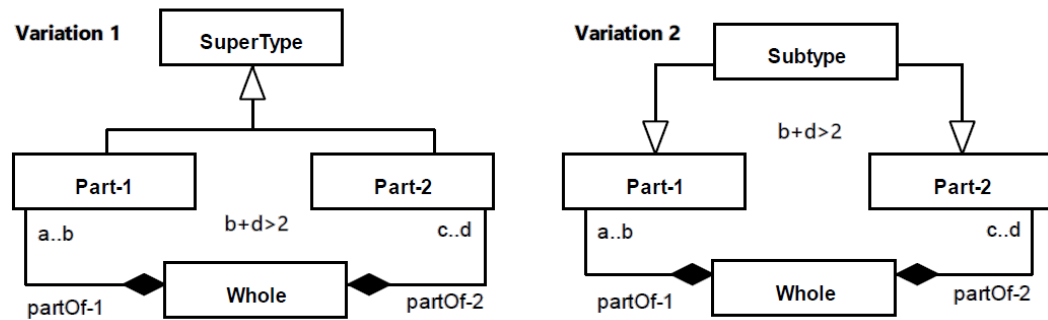 Variation 1
SuperType
Part-1
Part-2
a..b
b+d>2
c..d
Whole
partOf-1
partOf-2
Variation 2
Subtype
b+d>2
Part-1
Part-2
a..b
c..d
Whole
partOf-1
partOf-2